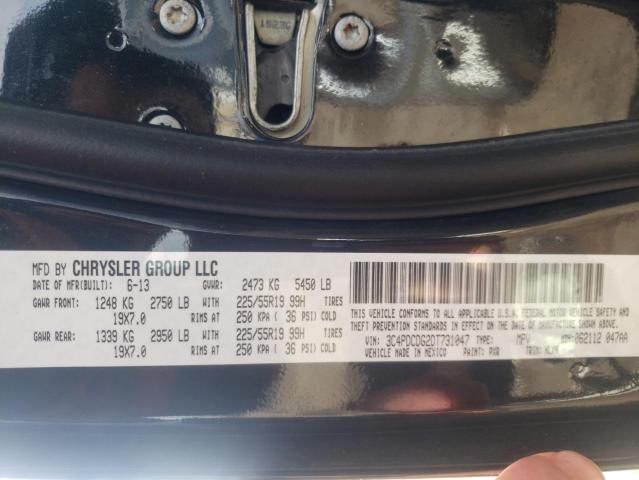 MFD BY CHRYSLER GROUP LLC
DATE OF MFR(BUILT): 6-13 GVWR: 2473 KG 5450 LB
GAWR FRONT: 1248 KG 2750 LB WITH 225/55R19 99H TIRES
19X7.0 RIMS AT 250 KPA ( 36 PSI) COLD
GAWR REAR: 1339 KG 2950 LB WITH 225/55R19 99H TIRES
19X7.0 RIMS AT 250 KPA ( 36 PSI) COLD
THIS VEHICLE CONFORMS TO ALL APPLICABLE U.S.A. FEDERAL MOTOR VEHICLE SAFETY, BUMPER, AND
THEFT PREVENTION STANDARDS IN EFFECT ON THE DATE OF MANUFACTURE SHOWN ABOVE.
VIN: 3C4PDCDG2DT731047 TYPE: MPV 062112 047AA
VEHICLE MADE IN MEXICO PAINT: PXR TRIM: